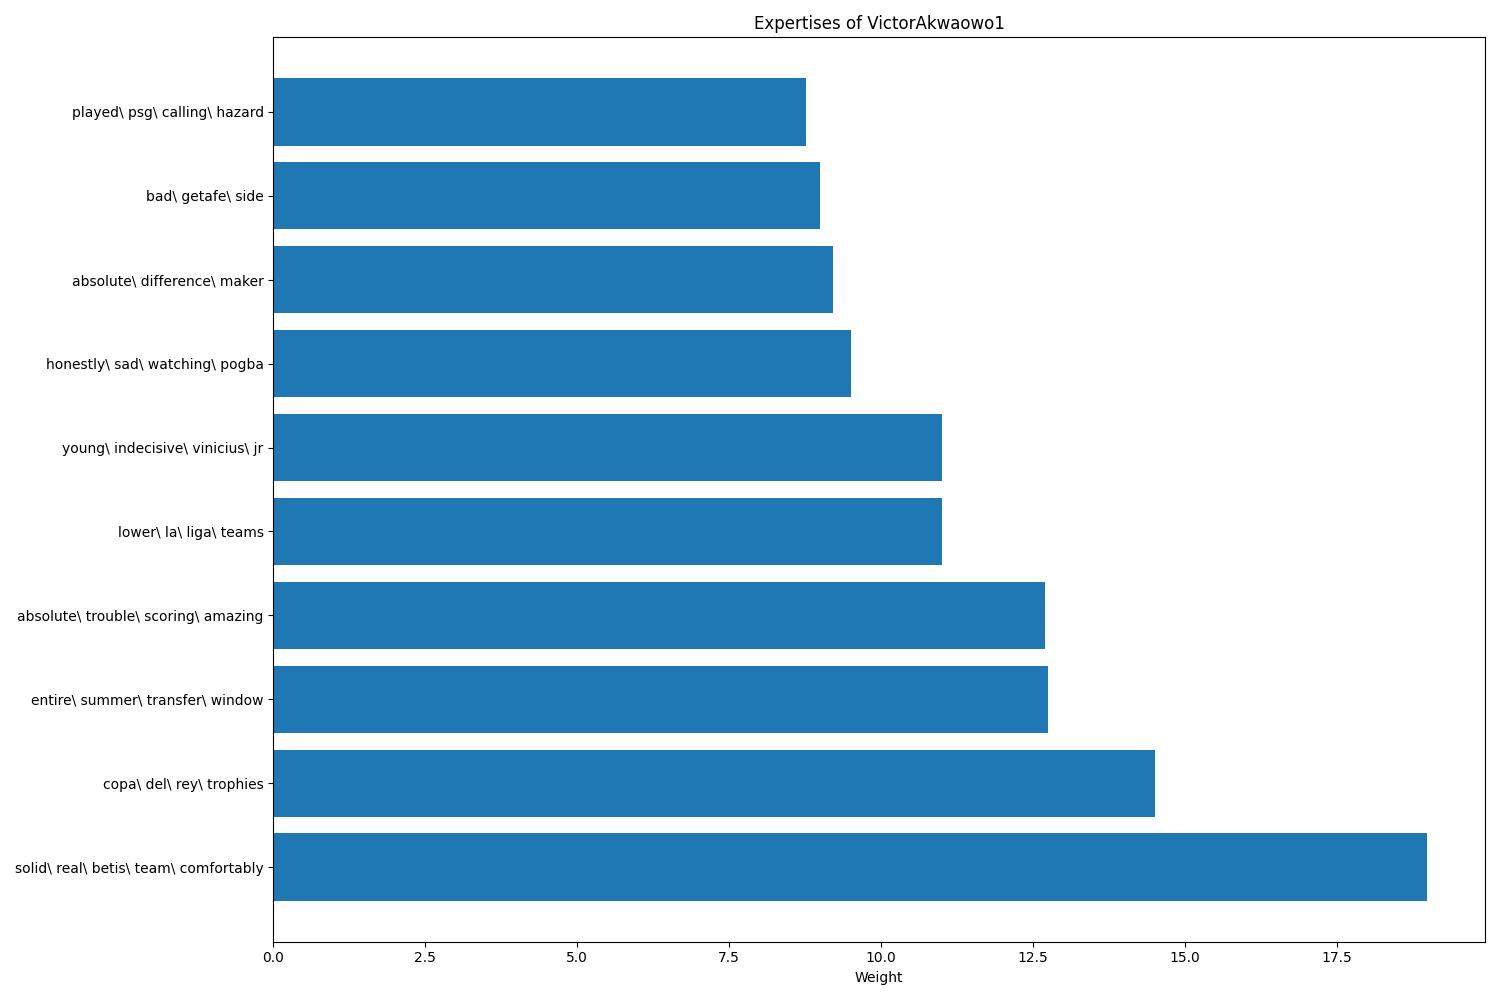 Expertises of VictorAkwaowo1
played\ psg\ calling\ hazard
bad\ getafe\ side
absolute\ difference\ maker
honestly\ sad\ watching\ pogba
young\ indecisive\ vinicius\ jr
lower\ la\ liga\ teams
absolute\ trouble\ scoring\ amazing
entire\ summer\ transfer\ window
copa\ del\ rey\ trophies
solid\ real\ betis\ team\ comfortably
0.0 2.5 5.0 7.5 10.0 12.5 15.0 17.5
Weight